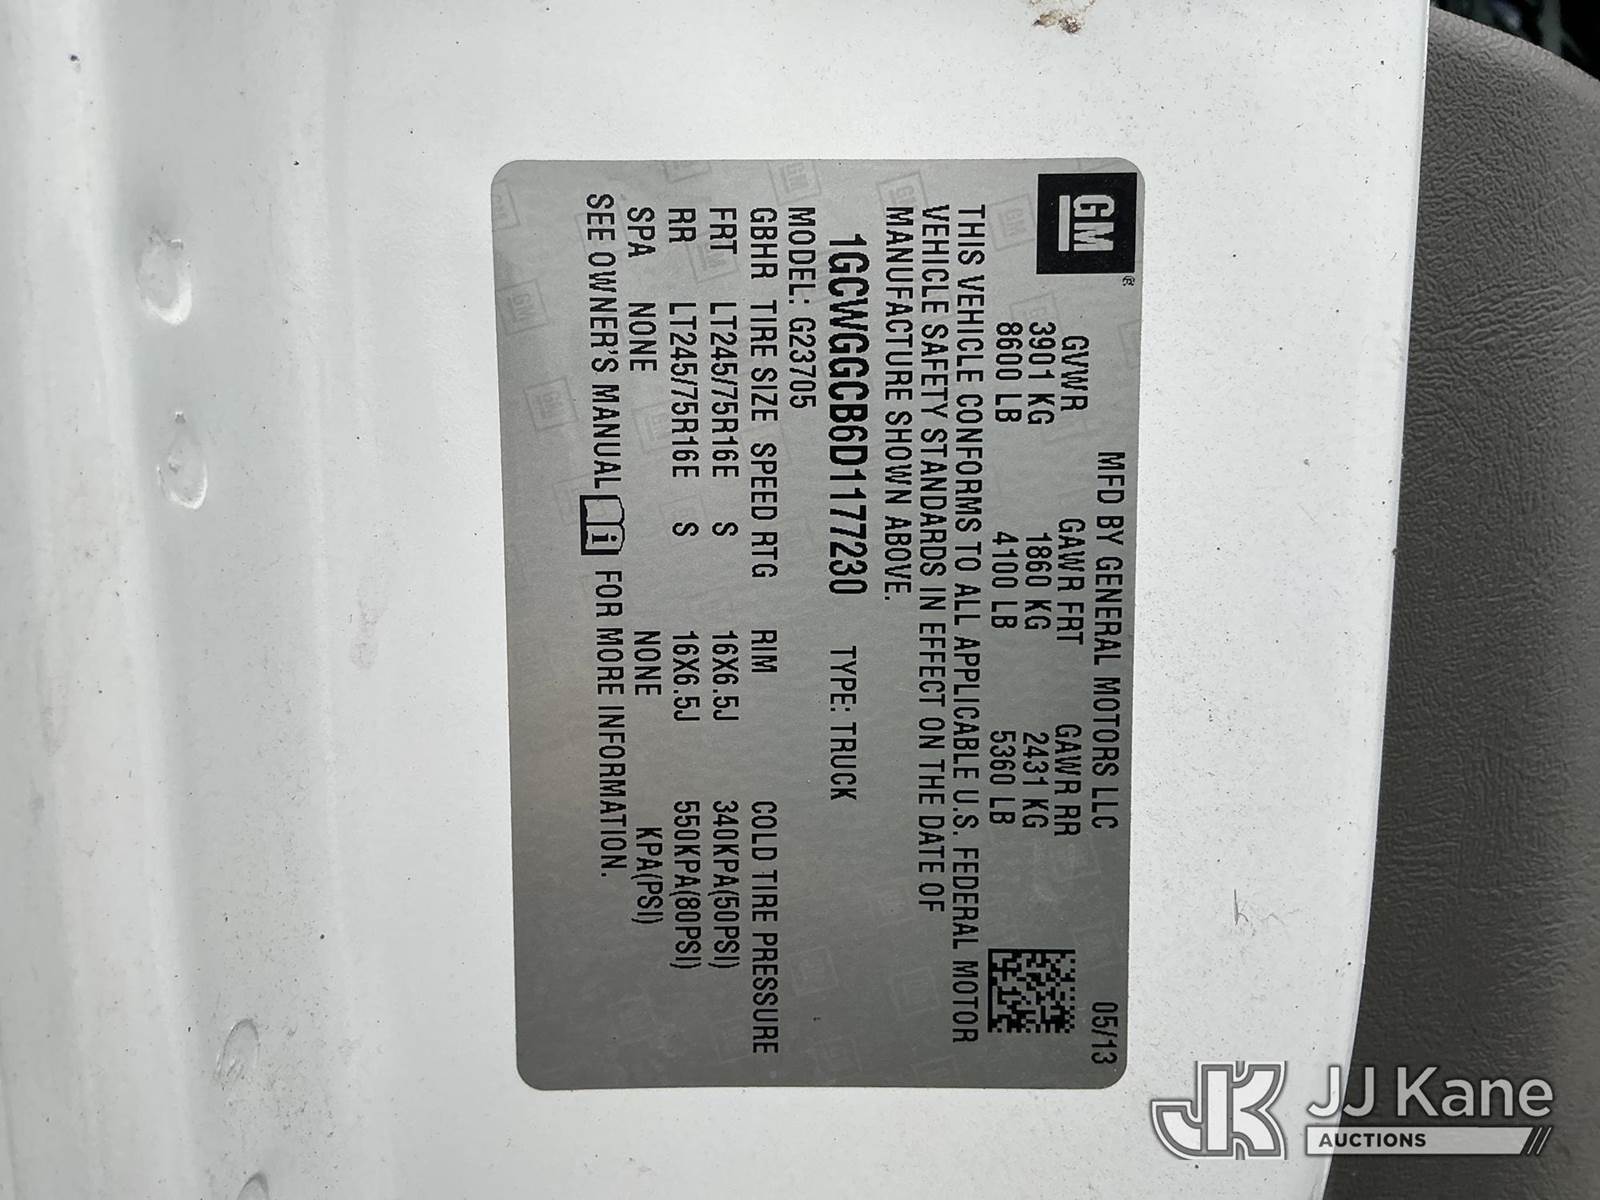 GM®
MFD BY GENERAL MOTORS LLC 05/13
GVWR GAWR FRT GAWR RR
3901 KG 1860 KG 2431 KG
8600 LB 4100 LB 5360 LB
THIS VEHICLE CONFORMS TO ALL APPLICABLE U.S. FEDERAL MOTOR
VEHICLE SAFETY STANDARDS IN EFFECT ON THE DATE OF
MANUFACTURE SHOWN ABOVE.
1GCWGGCB6D1177230 TYPE: TRUCK
MODEL: G23705
GBHR TIRE SIZE SPEED RTG RIM COLD TIRE PRESSURE
FRT LT245/75R16E S 16X6.5J 340KPA(50PSI)
RR LT245/75R16E S 16X6.5J 550KPA(80PSI)
SPA NONE NONE KPA(PSI)
SEE OWNER'S MANUAL i FOR MORE INFORMATION.
JK JJ Kane
AUCTIONS